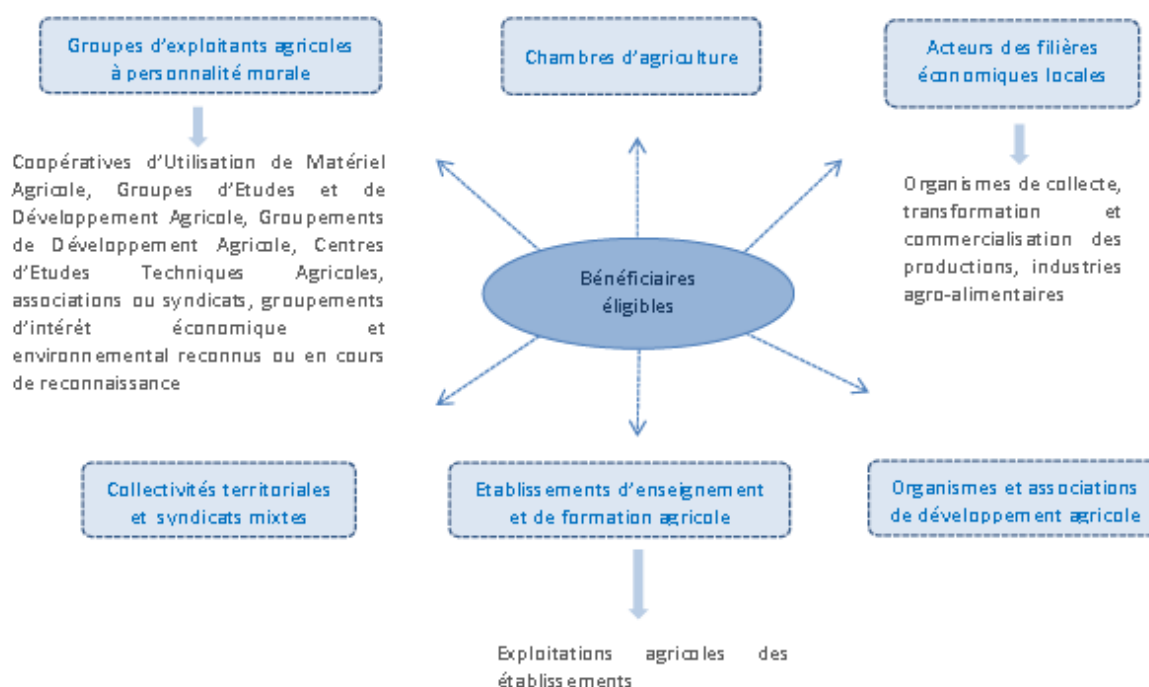 Groupes d'exploitants agricoles
à personnalité morale
Chambres d'agriculture
Acteurs des filières
économiques locales
Coopératives d'Utilisation de Matériel
Agricole, Groupes d'Etudes et de
Développement Agricole, Groupements
de Développement Agricole, Centres
d'Etudes Techniques Agricoles,
associations ou syndicats, groupements
d'intérêt économique et
environnemental reconnus ou en cours
de reconnaissance
Organismes de collecte,
transformation et
commercialisation des
productions, industries
agro-alimentaires
Bénéficiaires
éligibles
Collectivités territoriales
et syndicats mixtes
Etablissements d'enseignement
et de formation agricole
Organismes et associations
de développement agricole
Exploitations agricoles des
établissements